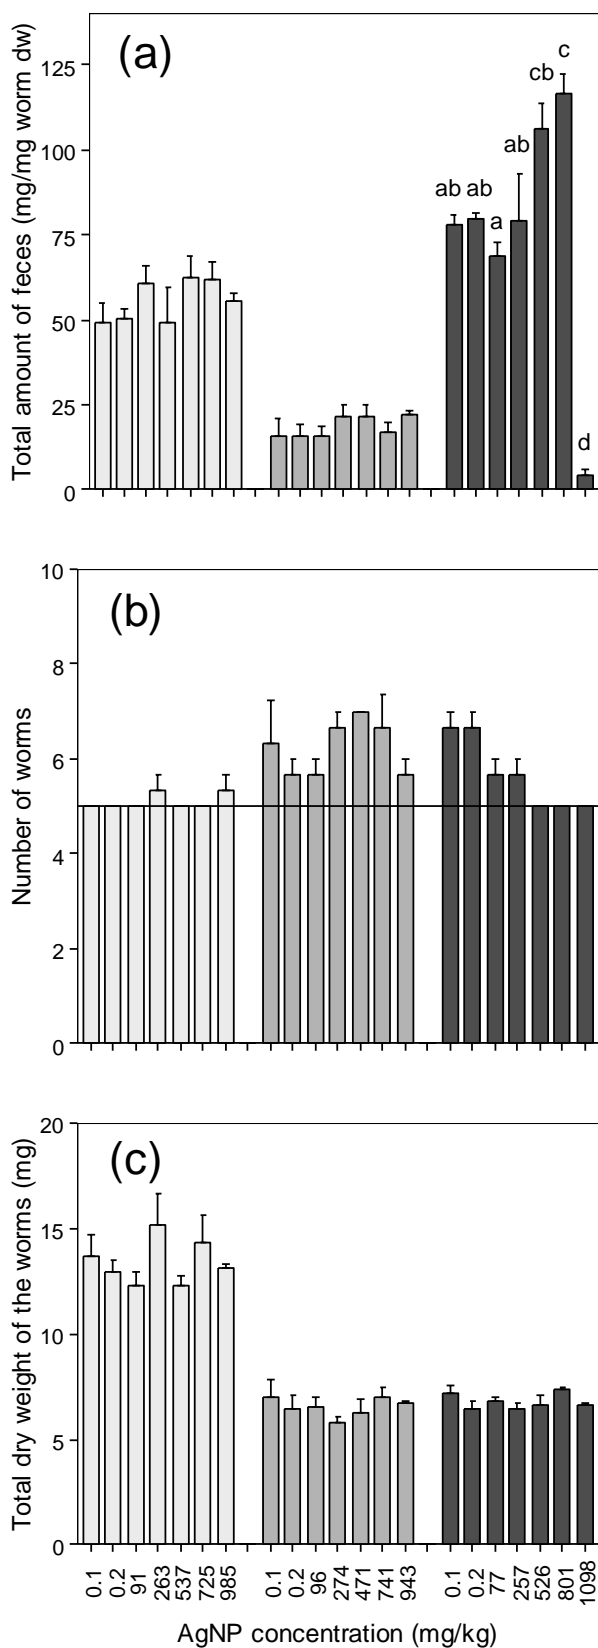 (a)
Total amount of feces (mg/mg worm dw)
125
100
75
50
25
0
ab ab a ab cb c d
(b)
Number of worms
10
8
6
4
2
0
(c)
Total dry weight of the worms (mg)
20
15
10
5
0
0.1 0.2 91 263 537 725 985 0.1 0.2 96 274 471 741 943 0.1 0.2 77 257 526 801 1098
AgNP concentration (mg/kg)